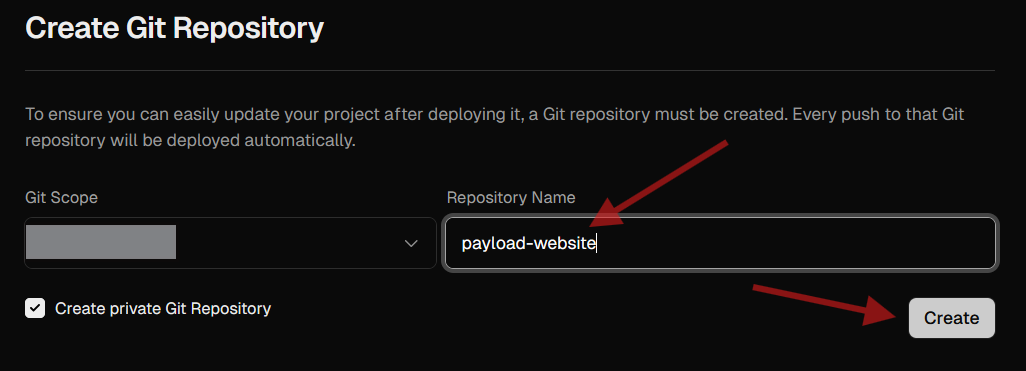 Create Git Repository
To ensure you can easily update your project after deploying it, a Git repository must be created. Every push to that Git
repository will be deployed automatically.
Git Scope
Repository Name
payload-website
Create private Git Repository
Create